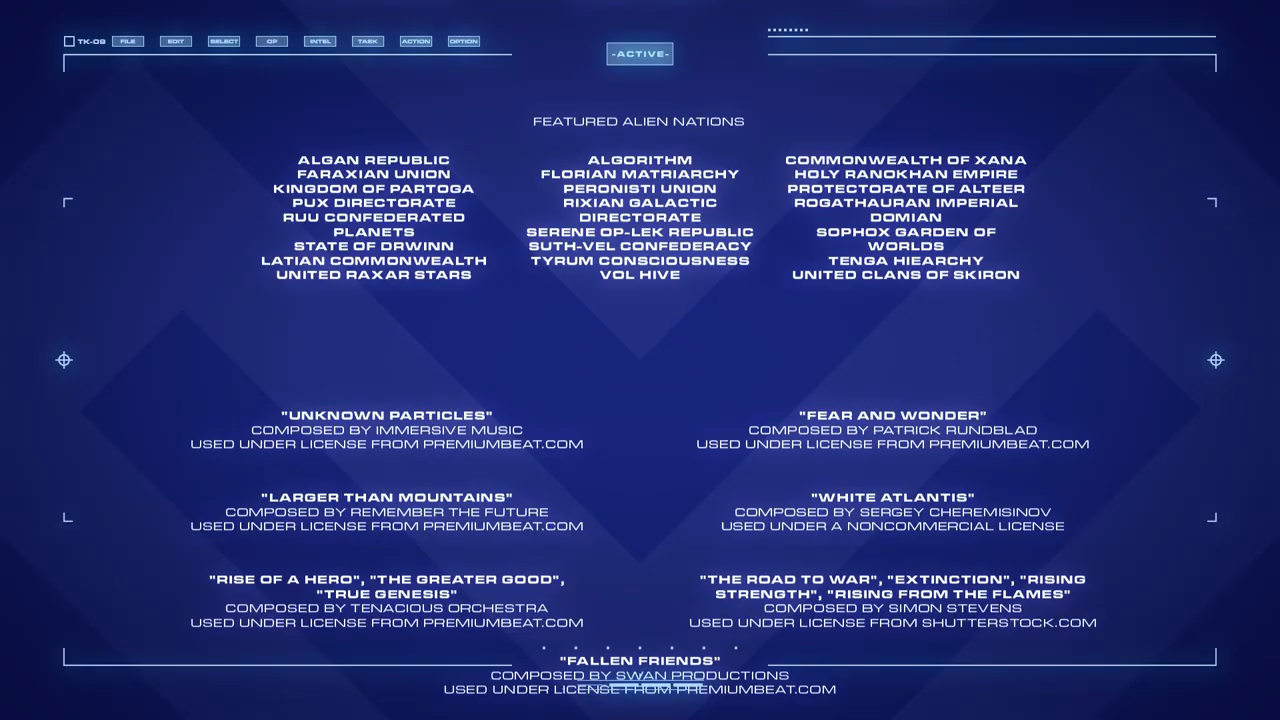 TK-09 FILE EDIT SELECT OP INTEL TASK ACTION OPTION
-ACTIVE-
FEATURED ALIEN NATIONS
ALGAN REPUBLIC
FARAXIAN UNION
KINGDOM OF PARTOGA
PUX DIRECTORATE
RUU CONFEDERATED
PLANETS
STATE OF DRWINN
LATIAN COMMONWEALTH
UNITED RAXAR STARS
ALGORITHM
FLORIAN MATRIARCHY
PERONISTI UNION
RIXIAN GALACTIC
DIRECTORATE
SERENE OP-LEK REPUBLIC
SUTH-VEL CONFEDERACY
TYRUM CONSCIOUSNESS
VOL HIVE
COMMONWEALTH OF XANA
HOLY RANOKHAN EMPIRE
PROTECTORATE OF ALTEER
ROGATHAURAN IMPERIAL
DOMIAN
SOPHOX GARDEN OF
WORLDS
TENGA HIEARCHY
UNITED CLANS OF SKIRON
"UNKNOWN PARTICLES"
COMPOSED BY IMMERSIVE MUSIC
USED UNDER LICENSE FROM PREMIUMBEAT.COM
"FEAR AND WONDER"
COMPOSED BY PATRICK RUNDBLAD
USED UNDER LICENSE FROM PREMIUMBEAT.COM
"LARGER THAN MOUNTAINS"
COMPOSED BY REMEMBER THE FUTURE
USED UNDER LICENSE FROM PREMIUMBEAT.COM
"WHITE ATLANTIS"
COMPOSED BY SERGEY CHEREMISINOV
USED UNDER A NONCOMMERCIAL LICENSE
"RISE OF A HERO", "THE GREATER GOOD",
"TRUE GENESIS"
COMPOSED BY TENACIOUS ORCHESTRA
USED UNDER LICENSE FROM PREMIUMBEAT.COM
"THE ROAD TO WAR", "EXTINCTION", "RISING
STRENGTH", "RISING FROM THE FLAMES"
COMPOSED BY SIMON STEVENS
USED UNDER LICENSE FROM SHUTTERSTOCK.COM
"FALLEN FRIENDS"
COMPOSED BY SWAN PRODUCTIONS
USED UNDER LICENSE FROM PREMIUMBEAT.COM